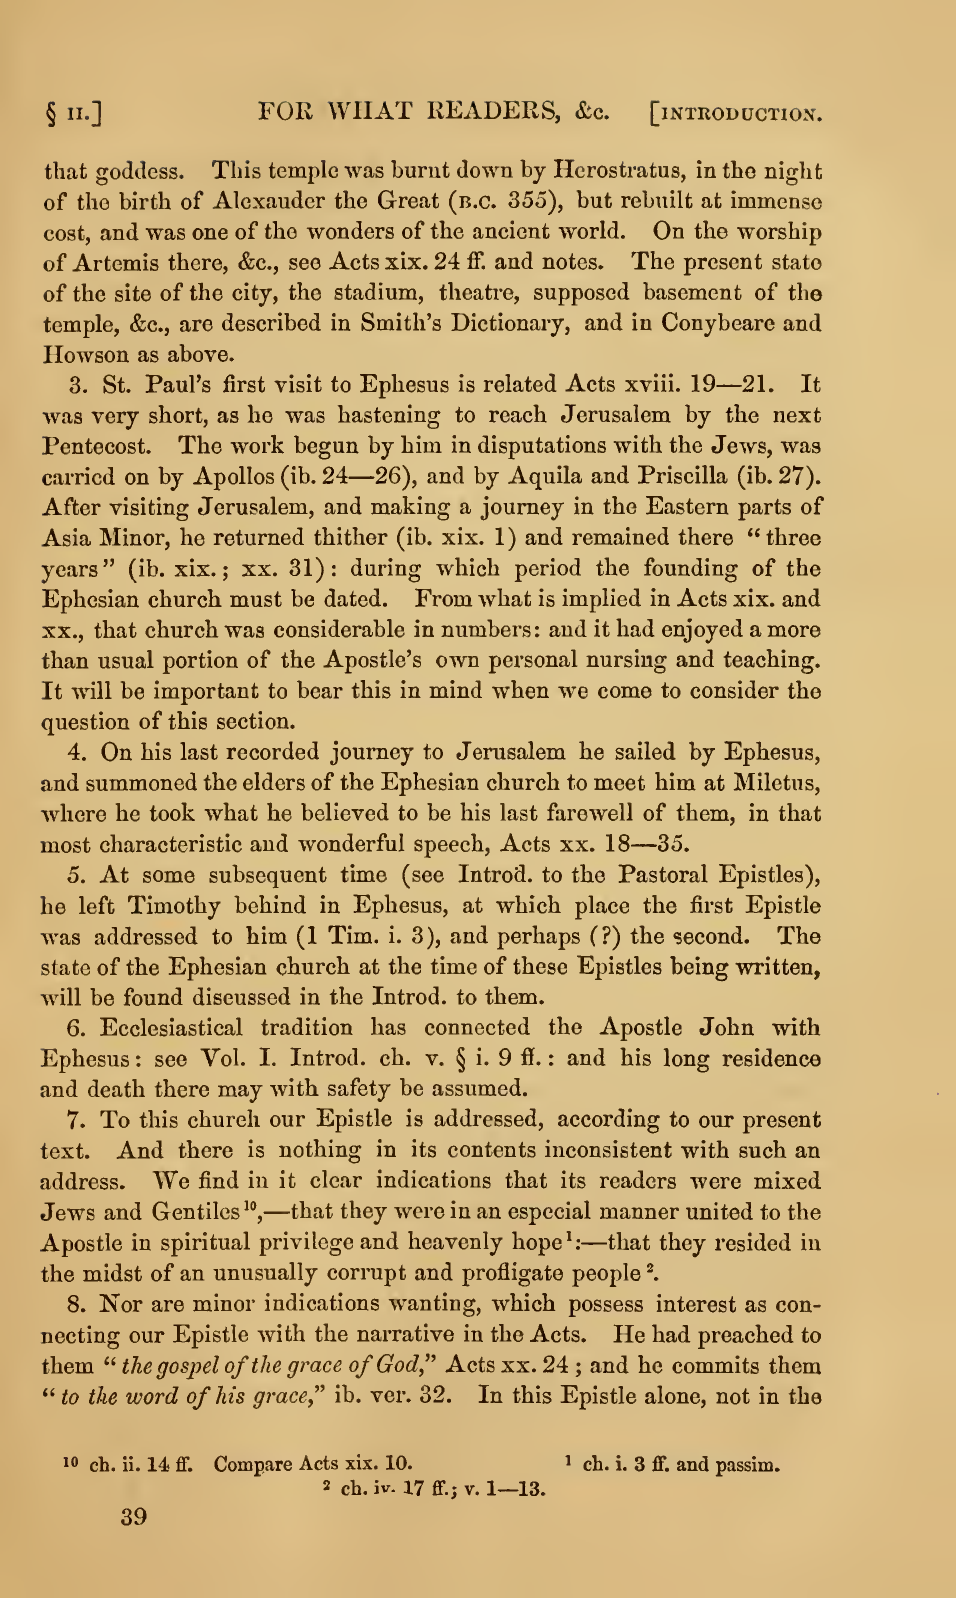 § II.] FOR WHAT READERS, &c. [INTRODUCTION.
that goddess. This temple was burnt down by Herostratus, in the night
of the birth of Alexander the Great (B.C. 355), but rebuilt at immense
cost, and was one of the wonders of the ancient world. On the worship
of Artemis there, &c., see Acts xix. 24 ff. and notes. The present state
of the site of the city, the stadium, theatre, supposed basement of the
temple, &c., are described in Smith's Dictionary, and in Conybeare and
Howson as above.
3. St. Paul's first visit to Ephesus is related Acts xviii. 19—21. It
was very short, as he was hastening to reach Jerusalem by the next
Pentecost. The work begun by him in disputations with the Jews, was
carried on by Apollos (ib. 24—26), and by Aquila and Priscilla (ib. 27).
After visiting Jerusalem, and making a journey in the Eastern parts of
Asia Minor, he returned thither (ib. xix. 1) and remained there “three
years” (ib. xix.; xx. 31): during which period the founding of the
Ephesian church must be dated. From what is implied in Acts xix. and
xx., that church was considerable in numbers: and it had enjoyed a more
than usual portion of the Apostle's own personal nursing and teaching.
It will be important to bear this in mind when we come to consider the
question of this section.
4. On his last recorded journey to Jerusalem he sailed by Ephesus,
and summoned the elders of the Ephesian church to meet him at Miletus,
where he took what he believed to be his last farewell of them, in that
most characteristic and wonderful speech, Acts xx. 18—35.
5. At some subsequent time (see Introd. to the Pastoral Epistles),
he left Timothy behind in Ephesus, at which place the first Epistle
was addressed to him (1 Tim. i. 3), and perhaps (?) the second. The
state of the Ephesian church at the time of these Epistles being written,
will be found discussed in the Introd. to them.
6. Ecclesiastical tradition has connected the Apostle John with
Ephesus: see Vol. I. Introd. ch. v. § i. 9 ff.: and his long residence
and death there may with safety be assumed.
7. To this church our Epistle is addressed, according to our present
text. And there is nothing in its contents inconsistent with such an
address. We find in it clear indications that its readers were mixed
Jews and Gentiles ¹⁰,—that they were in an especial manner united to the
Apostle in spiritual privilege and heavenly hope ¹:—that they resided in
the midst of an unusually corrupt and profligate people ².
8. Nor are minor indications wanting, which possess interest as con-
necting our Epistle with the narrative in the Acts. He had preached to
them “the gospel of the grace of God,” Acts xx. 24; and he commits them
“to the word of his grace,” ib. ver. 32. In this Epistle alone, not in the
¹⁰ ch. ii. 14 ff. Compare Acts xix. 10. ¹ ch. i. 3 ff. and passim.
² ch. iv. 17 ff.; v. 1—13.
39